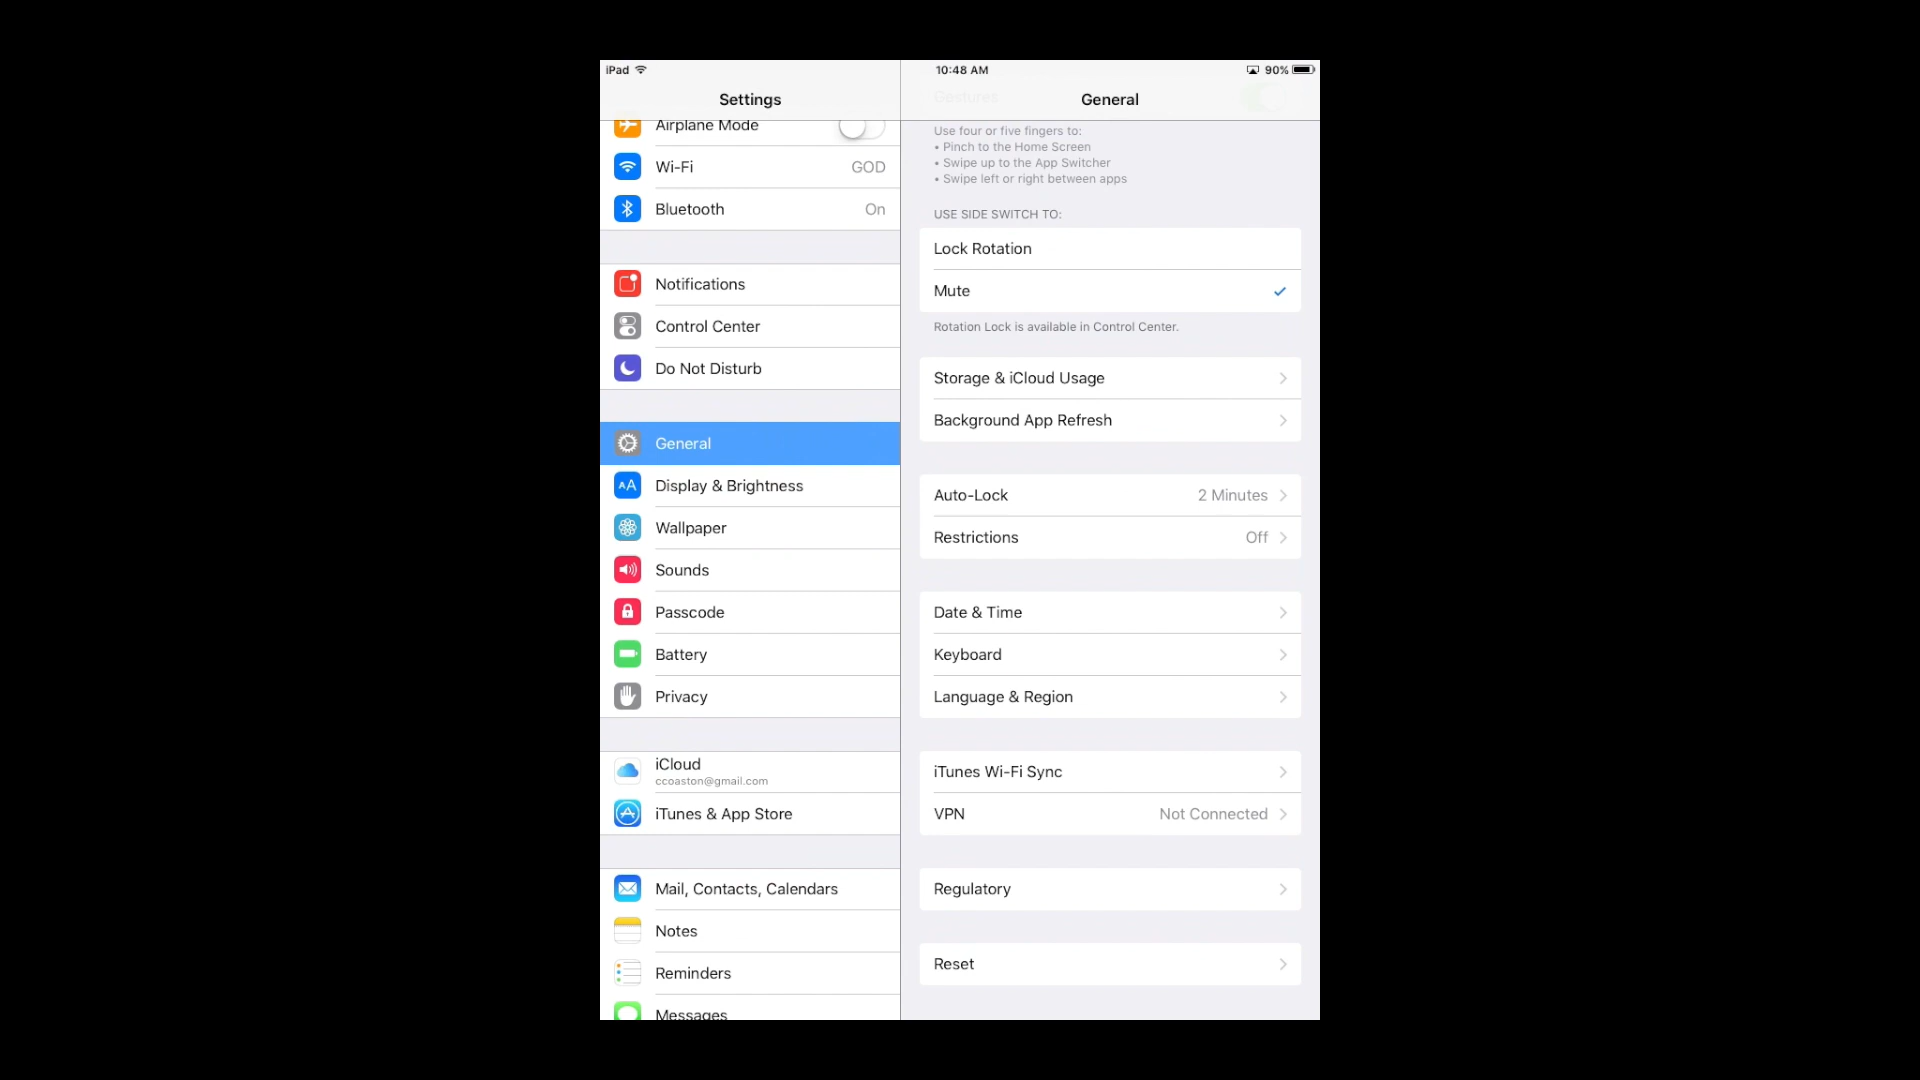 iPad
10:48 AM
90%
Settings
General
Airplane Mode
Wi-Fi
GOD
Bluetooth
On
Notifications
Control Center
Do Not Disturb
General
Display & Brightness
Wallpaper
Sounds
Passcode
Battery
Privacy
iCloud
ccoaston@gmail.com
iTunes & App Store
Mail, Contacts, Calendars
Notes
Reminders
Messages
Gestures
Use four or five fingers to:
• Pinch to the Home Screen
• Swipe up to the App Switcher
• Swipe left or right between apps
USE SIDE SWITCH TO:
Lock Rotation
Mute
Rotation Lock is available in Control Center.
Storage & iCloud Usage
Background App Refresh
Auto-Lock
2 Minutes
Restrictions
Off
Date & Time
Keyboard
Language & Region
iTunes Wi-Fi Sync
VPN
Not Connected
Regulatory
Reset